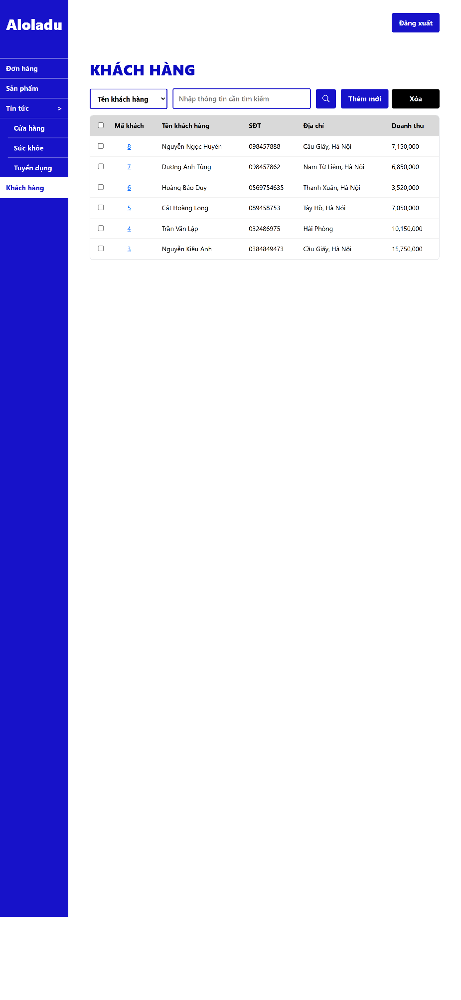 Aloladu
Đăng xuất
Đơn hàng
Sản phẩm
Tin tức >
Cửa hàng
Sức khỏe
Tuyển dụng
Khách hàng
KHÁCH HÀNG
Tên khách hàng Nhập thông tin cần tìm kiếm Thêm mới Xóa
Mã khách Tên khách hàng SĐT Địa chỉ Doanh thu
8 Nguyễn Ngọc Huyền 098457888 Cầu Giấy, Hà Nội 7,150,000
7 Dương Anh Tùng 098457862 Nam Từ Liêm, Hà Nội 6,850,000
6 Hoàng Bảo Duy 0569754635 Thanh Xuân, Hà Nội 3,520,000
5 Cát Hoàng Long 089458753 Tây Hồ, Hà Nội 7,050,000
4 Trần Văn Lập 032486975 Hải Phòng 10,150,000
3 Nguyễn Kiều Anh 0384849473 Cầu Giấy, Hà Nội 15,750,000